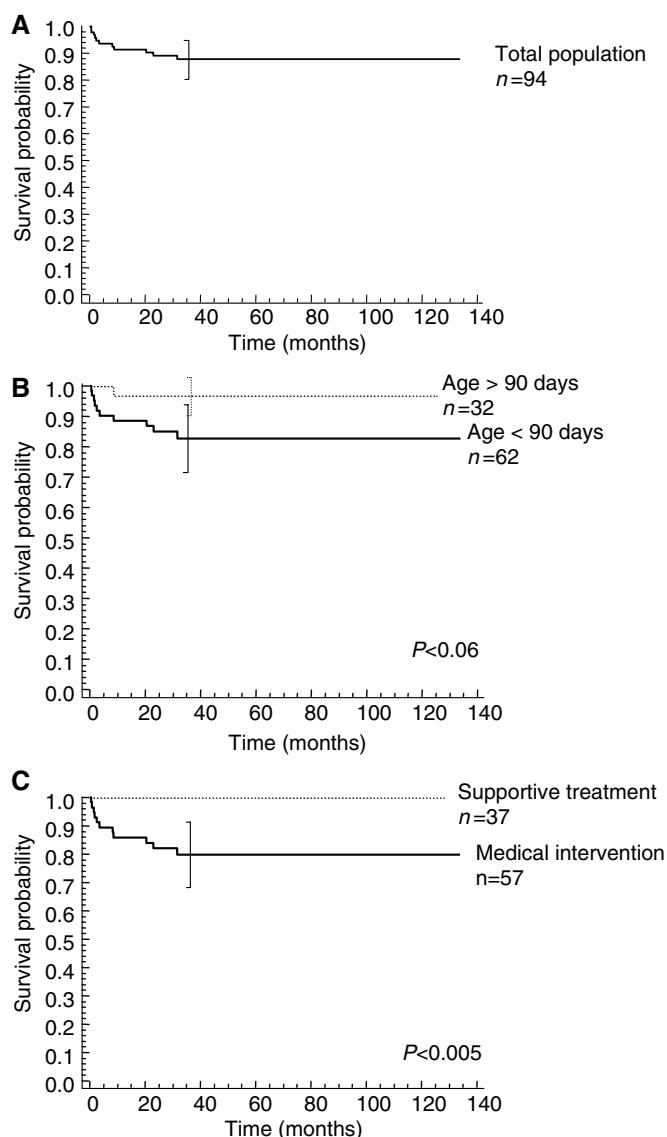 A
1.0
0.9
0.8
0.7
0.6
0.5
0.4
0.3
0.2
0.1
0.0
Survival probability
0 20 40 60 80 100 120 140
Time (months)
Total population
n=94
B
1.0
0.9
0.8
0.7
0.6
0.5
0.4
0.3
0.2
0.1
0.0
Survival probability
0 20 40 60 80 100 120 140
Time (months)
Age > 90 days
n=32
Age < 90 days
n=62
P<0.06
C
1.0
0.9
0.8
0.7
0.6
0.5
0.4
0.3
0.2
0.1
0.0
Survival probability
0 20 40 60 80 100 120 140
Time (months)
Supportive treatment
n=37
Medical intervention
n=57
P<0.005